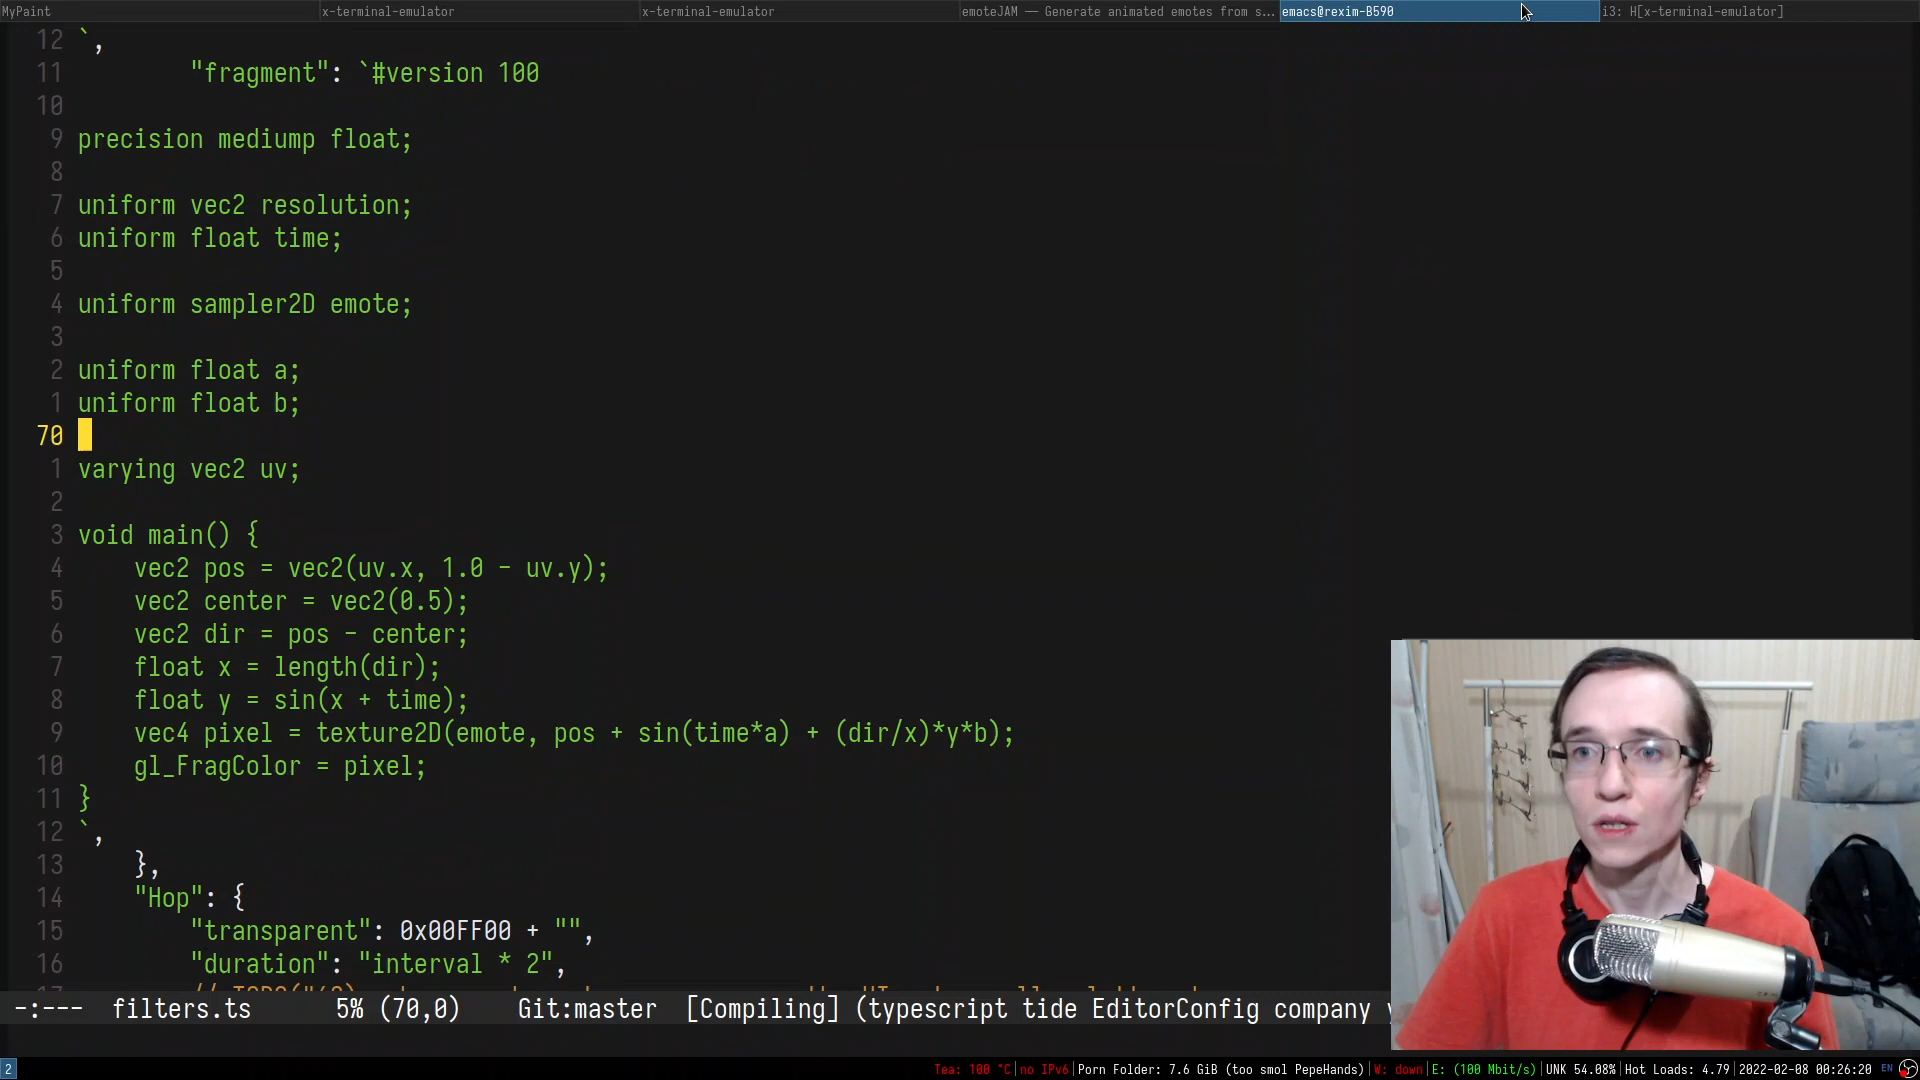 MyPaint
x-terminal-emulator
x-terminal-emulator
emoteJAM — Generate animated emotes from s...
emacs@rexim-B590
i3: H[x-terminal-emulator]
12 `,
11 "fragment": `#version 100
10
9 precision mediump float;
8
7 uniform vec2 resolution;
6 uniform float time;
5
4 uniform sampler2D emote;
3
2 uniform float a;
1 uniform float b;
70
1 varying vec2 uv;
2
3 void main() {
4 vec2 pos = vec2(uv.x, 1.0 - uv.y);
5 vec2 center = vec2(0.5);
6 vec2 dir = pos - center;
7 float x = length(dir);
8 float y = sin(x + time);
9 vec4 pixel = texture2D(emote, pos + sin(time*a) + (dir/x)*y*b);
10 gl_FragColor = pixel;
11 }
12 `,
13 },
14 "Hop": {
15 "transparent": 0x00FF00 + "",
16 "duration": "interval * 2",
-:--- filters.ts 5% (70,0) Git:master [Compiling] (typescript tide EditorConfig company
2
Tea: 100 °C|no IPv6|Porn Folder: 7.6 GiB (too smol PepeHands)|W: down|E: (100 Mbit/s)|UNK 54.08%|Hot Loads: 4.79|2022-02-08 00:26:20 EN